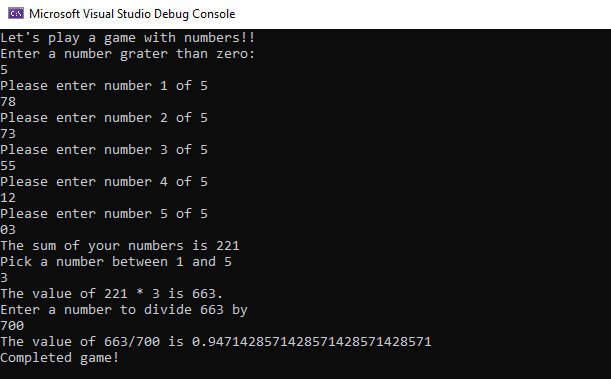 Microsoft Visual Studio Debug Console
Let's play a game with numbers!!
Enter a number grater than zero:
5
Please enter number 1 of 5
78
Please enter number 2 of 5
73
Please enter number 3 of 5
55
Please enter number 4 of 5
12
Please enter number 5 of 5
03
The sum of your numbers is 221
Pick a number between 1 and 5
3
The value of 221 * 3 is 663.
Enter a number to divide 663 by
700
The value of 663/700 is 0.9471428571428571428571428571
Completed game!